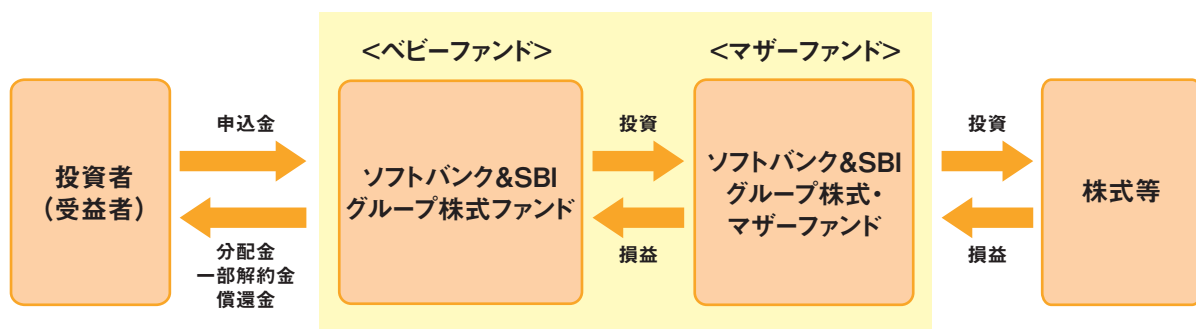 <ベビーファンド>
<マザーファンド>
投資者
(受益者)
申込金
分配金
一部解約金
償還金
ソフトバンク&SBI
グループ株式ファンド
投資
損益
ソフトバンク&SBI
グループ株式・
マザーファンド
投資
損益
株式等